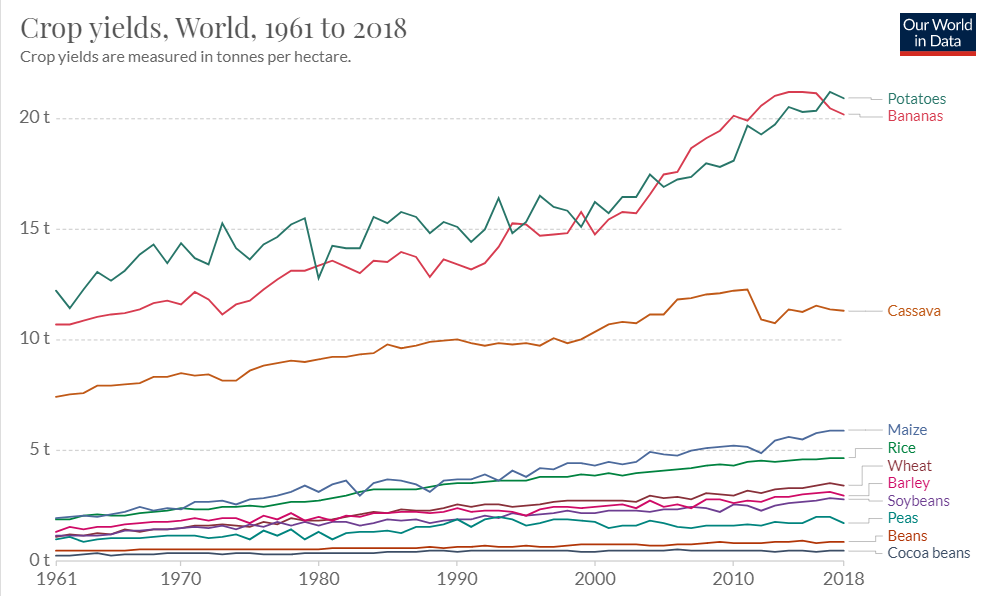 Crop yields, World, 1961 to 2018
Crop yields are measured in tonnes per hectare.
Our World
in Data
20 t
15 t
10 t
5 t
0 t
Potatoes
Bananas
Cassava
Maize
Rice
Wheat
Barley
Soybeans
Peas
Beans
Cocoa beans
1961 1970 1980 1990 2000 2010 2018